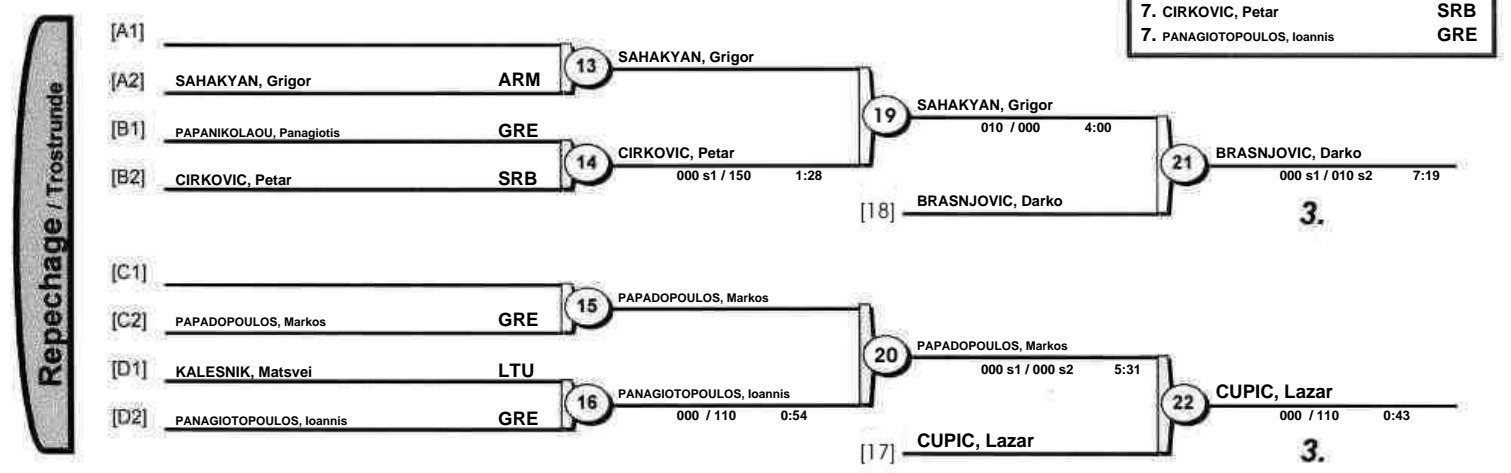 7. CIRKOVIC, Petar SRB
7. PANAGIOTOPOULOS, Ioannis GRE
Repechage / Trostrunde
[A1]
13 SAHAKYAN, Grigor
[A2] SAHAKYAN, Grigor ARM
19 SAHAKYAN, Grigor
010 / 000 4:00
[B1] PAPANIKOLAOU, Panagiotis GRE
14 CIRKOVIC, Petar
000 s1 / 150 1:28
21 BRASNJOVIC, Darko
000 s1 / 010 s2 7:19
[B2] CIRKOVIC, Petar SRB
[18] BRASNJOVIC, Darko
3.
[C1]
15 PAPADOPOULOS, Markos
[C2] PAPADOPOULOS, Markos GRE
20 PAPADOPOULOS, Markos
000 s1 / 000 s2 5:31
[D1] KALESNIK, Matsvei LTU
16 PANAGIOTOPOULOS, Ioannis
000 / 110 0:54
22 CUPIC, Lazar
000 / 110 0:43
[D2] PANAGIOTOPOULOS, Ioannis GRE
[17] CUPIC, Lazar
3.